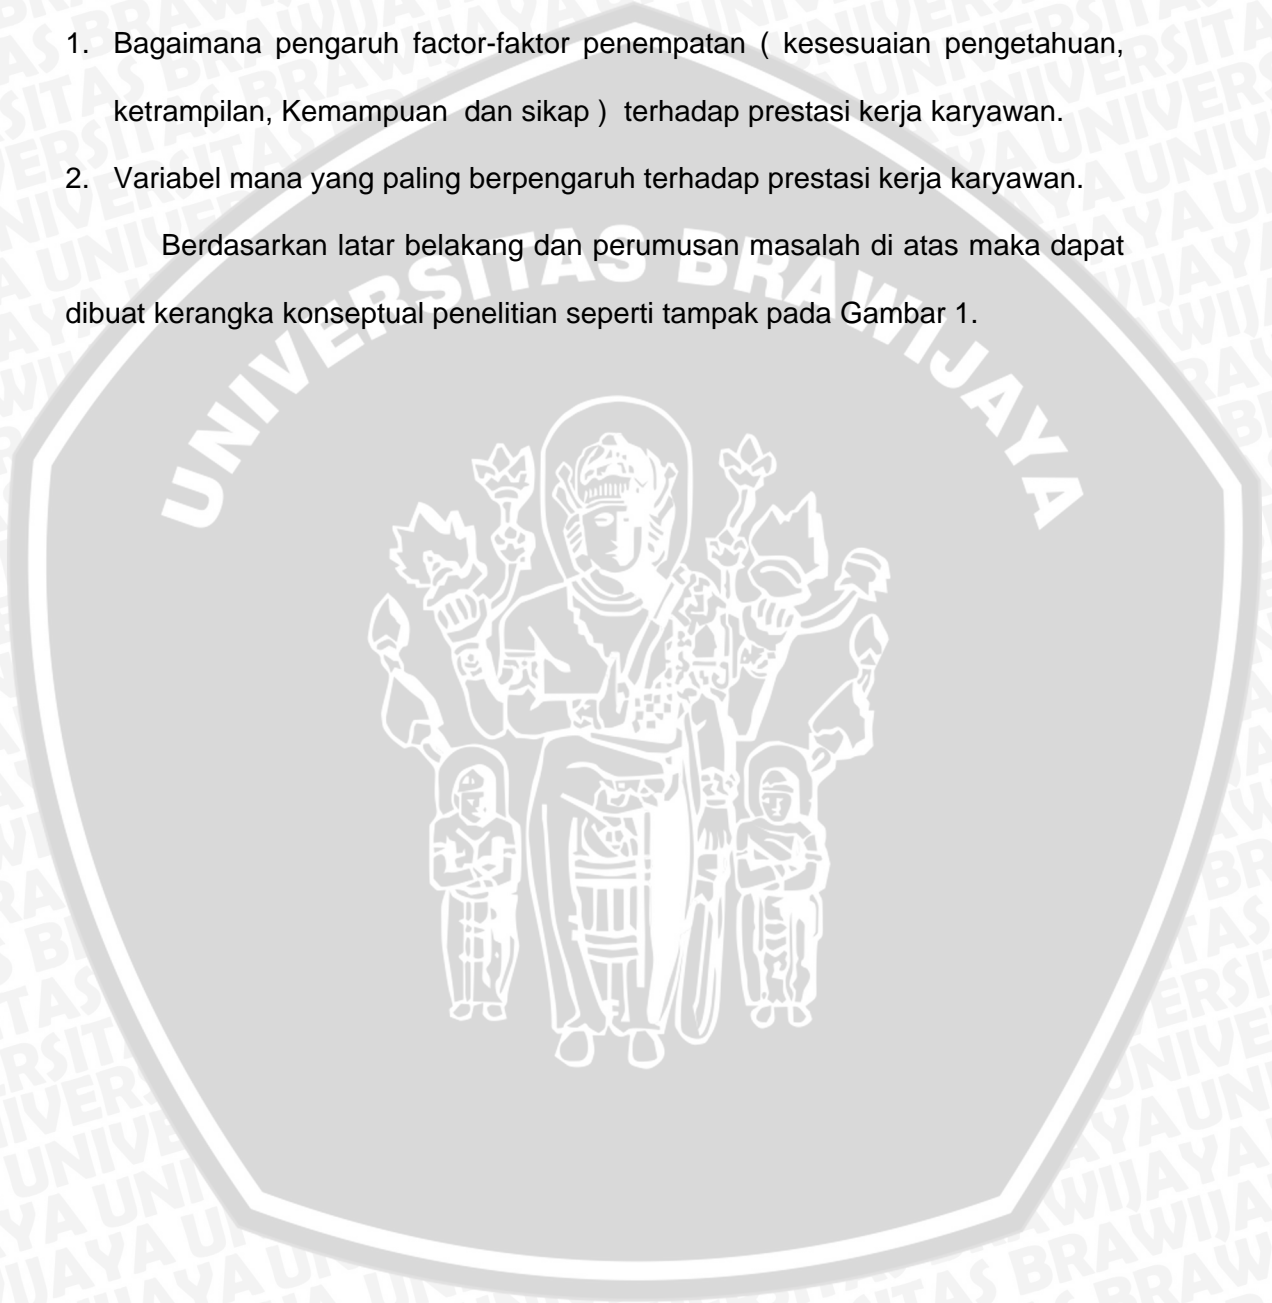 1. Bagaimana pengaruh factor-faktor penempatan ( kesesuaian pengetahuan,
ketrampilan, Kemampuan dan sikap ) terhadap prestasi kerja karyawan.
2. Variabel mana yang paling berpengaruh terhadap prestasi kerja karyawan.
Berdasarkan latar belakang dan perumusan masalah di atas maka dapat
dibuat kerangka konseptual penelitian seperti tampak pada Gambar 1.
UNIVERSITAS BRAWIJAYA